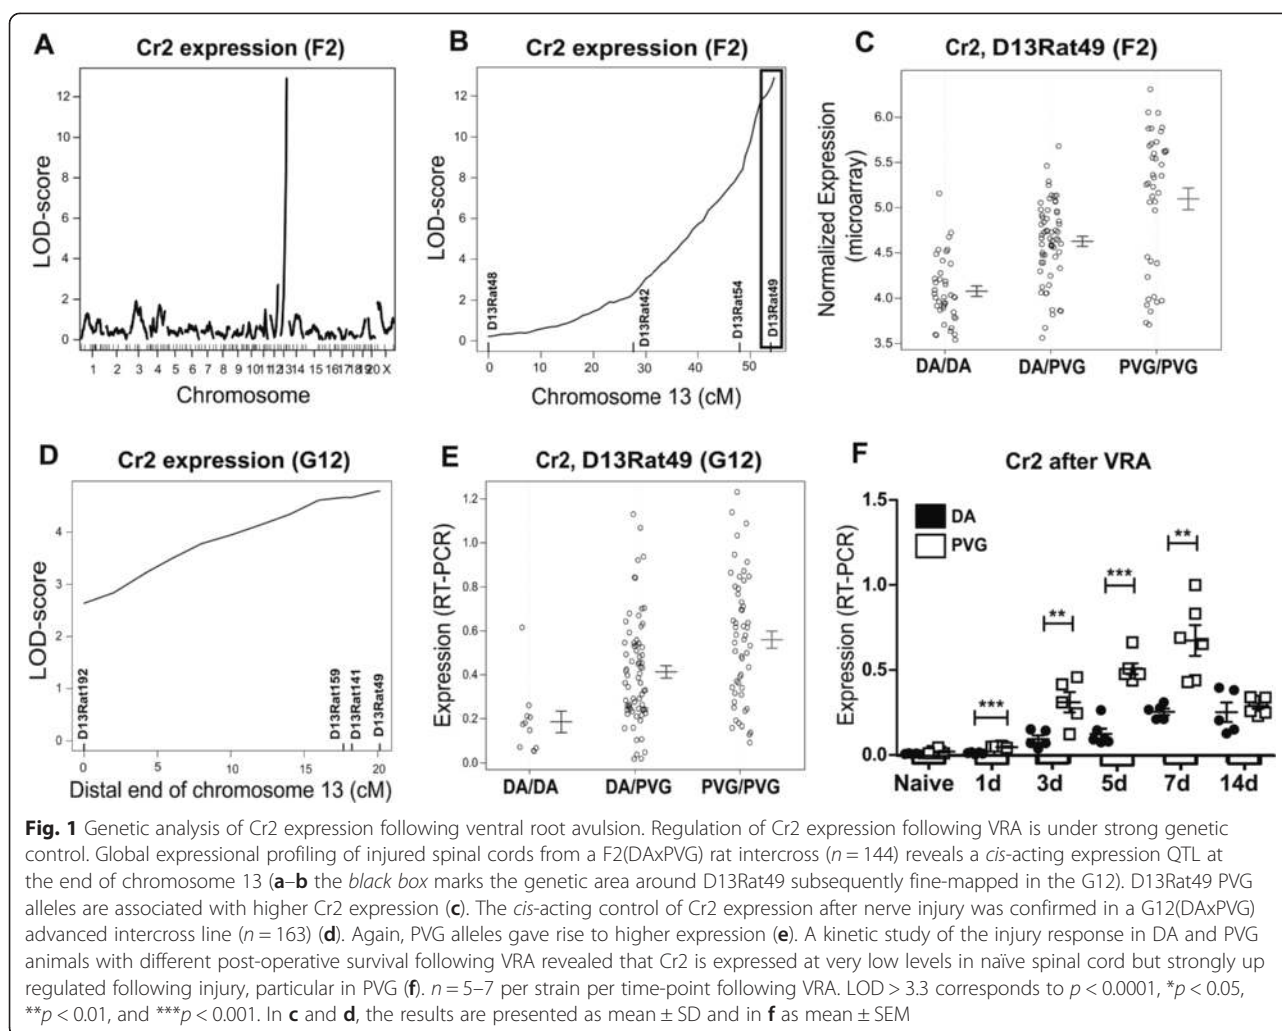 A
Cr2 expression (F2)
LOD-score
12
10
8
6
4
2
0
1 2 3 4 5 6 7 8 9 10 11 12 13 14 15 16 17 18 19 20 X
Chromosome
B
Cr2 expression (F2)
LOD-score
12
10
8
6
4
2
0
D13Rat48
D13Rat42
D13Rat54
D13Rat49
0 10 20 30 40 50
Chromosome 13 (cM)
C
Cr2, D13Rat49 (F2)
Normalized Expression
(microarray)
6.0
5.5
5.0
4.5
4.0
3.5
DA/DA DA/PVG PVG/PVG
D
Cr2 expression (G12)
LOD-score
4
3
2
1
0
D13Rat192
D13Rat159
D13Rat141
D13Rat49
0 5 10 15 20
Distal end of chromosome 13 (cM)
E
Cr2, D13Rat49 (G12)
Expression (RT-PCR)
1.2
1.0
0.8
0.6
0.4
0.2
0.0
DA/DA DA/PVG PVG/PVG
F
Cr2 after VRA
Expression (RT-PCR)
1.5
1.0
0.5
0.0
DA
PVG
***
**
***
**
Naive 1d 3d 5d 7d 14d
Fig. 1 Genetic analysis of Cr2 expression following ventral root avulsion. Regulation of Cr2 expression following VRA is under strong genetic
control. Global expressional profiling of injured spinal cords from a F2(DAxPVG) rat intercross (n = 144) reveals a cis-acting expression QTL at
the end of chromosome 13 (a–b the black box marks the genetic area around D13Rat49 subsequently fine-mapped in the G12). D13Rat49 PVG
alleles are associated with higher Cr2 expression (c). The cis-acting control of Cr2 expression after nerve injury was confirmed in a G12(DAxPVG)
advanced intercross line (n = 163) (d). Again, PVG alleles gave rise to higher expression (e). A kinetic study of the injury response in DA and PVG
animals with different post-operative survival following VRA revealed that Cr2 is expressed at very low levels in naïve spinal cord but strongly up
regulated following injury, particular in PVG (f). n = 5–7 per strain per time-point following VRA. LOD > 3.3 corresponds to p < 0.0001, *p < 0.05,
**p < 0.01, and ***p < 0.001. In c and d, the results are presented as mean ± SD and in f as mean ± SEM